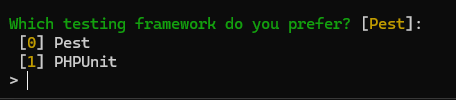 Which testing framework do you prefer? [Pest]:
[0] Pest
[1] PHPUnit
>